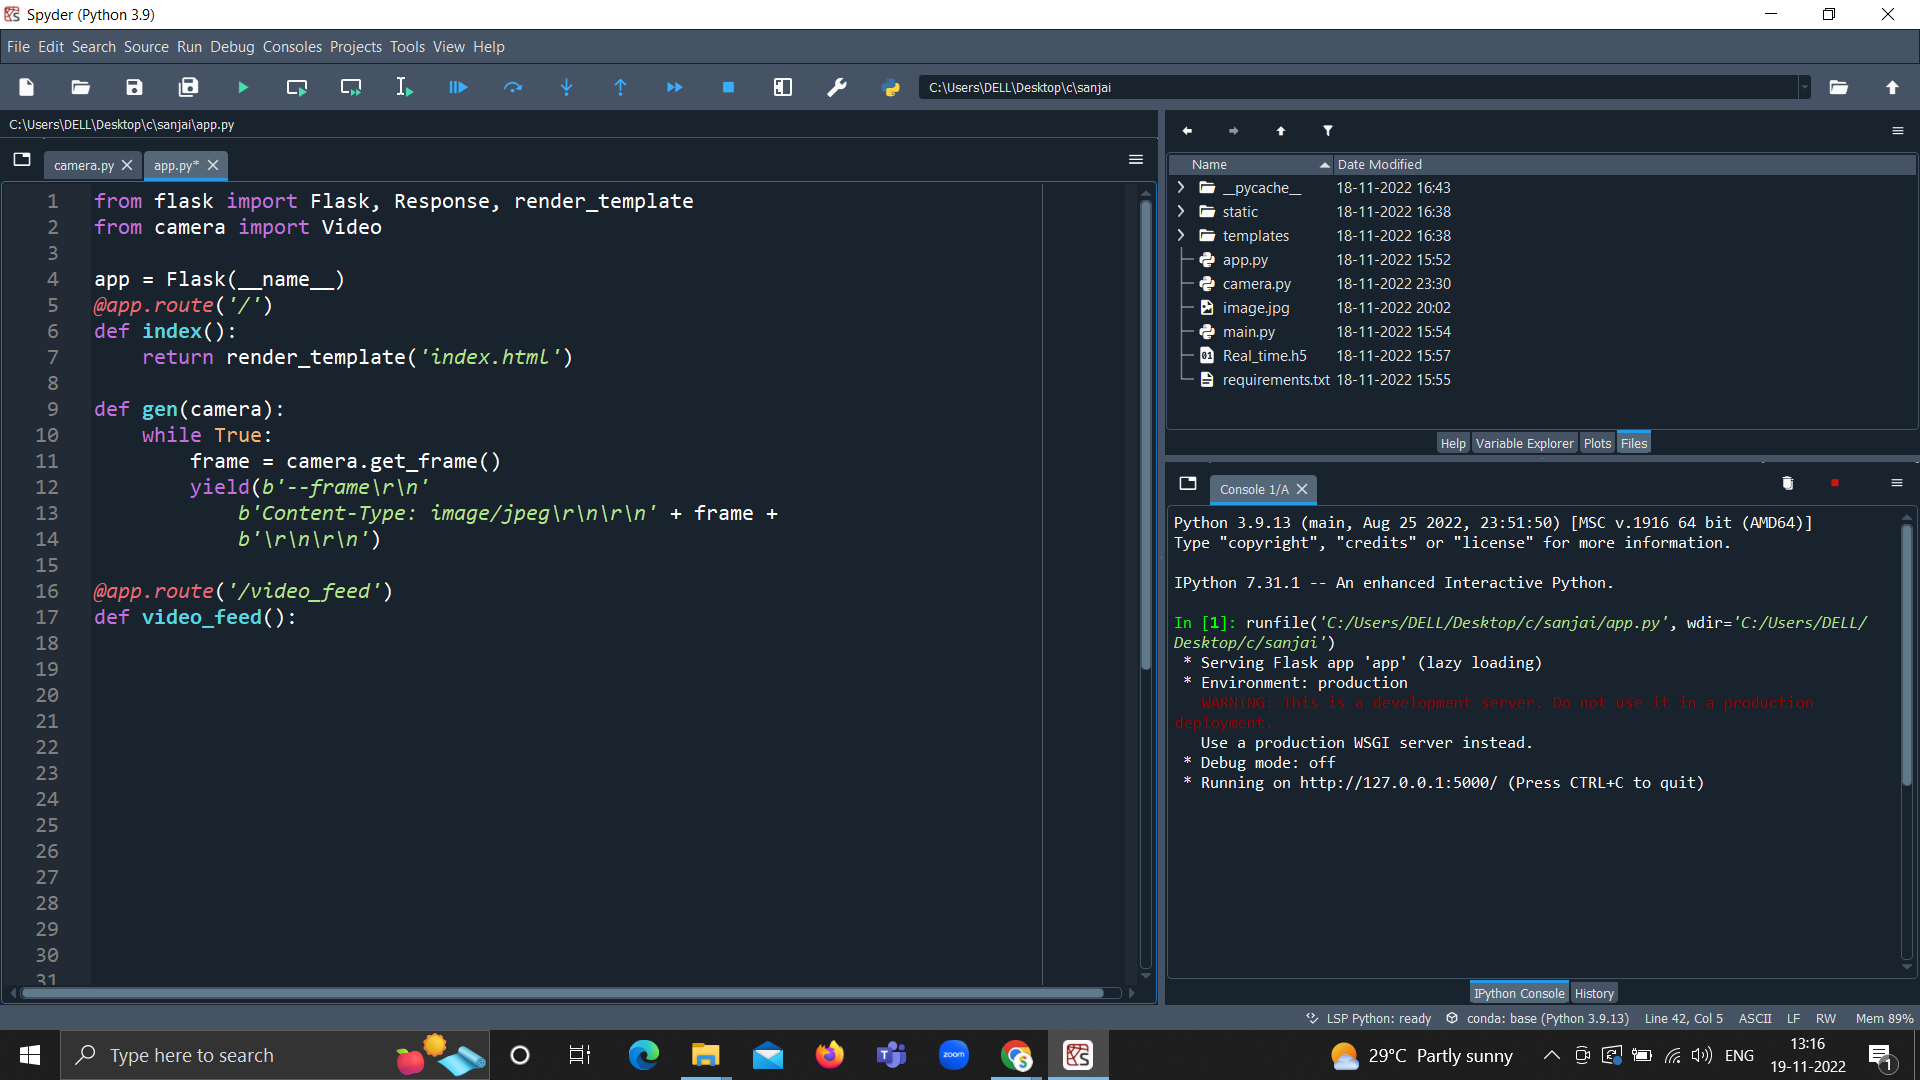 Spyder (Python 3.9)
File Edit Search Source Run Debug Consoles Projects Tools View Help
C:\Users\DELL\Desktop\c\sanjai
C:\Users\DELL\Desktop\c\sanjai\app.py
camera.py
app.py*
1 from flask import Flask, Response, render_template
2 from camera import Video
3
4 app = Flask(__name__)
5 @app.route('/')
6 def index():
7     return render_template('index.html')
8
9 def gen(camera):
10     while True:
11         frame = camera.get_frame()
12         yield(b'--frame\r\n'
13             b'Content-Type: image/jpeg\r\n\r\n' + frame +
14             b'\r\n\r\n')
15
16 @app.route('/video_feed')
17 def video_feed():
18
19
20
21
22
23
24
25
26
27
28
29
30
31
Name Date Modified
__pycache__ 18-11-2022 16:43
static 18-11-2022 16:38
templates 18-11-2022 16:38
app.py 18-11-2022 15:52
camera.py 18-11-2022 23:30
image.jpg 18-11-2022 20:02
main.py 18-11-2022 15:54
01 Real_time.h5 18-11-2022 15:57
requirements.txt 18-11-2022 15:55
Help Variable Explorer Plots Files
Console 1/A
Python 3.9.13 (main, Aug 25 2022, 23:51:50) [MSC v.1916 64 bit (AMD64)]
Type "copyright", "credits" or "license" for more information.
IPython 7.31.1 -- An enhanced Interactive Python.
In [1]: runfile('C:/Users/DELL/Desktop/c/sanjai/app.py', wdir='C:/Users/DELL/
Desktop/c/sanjai')
* Serving Flask app 'app' (lazy loading)
* Environment: production
WARNING: This is a development server. Do not use it in a production
deployment.
Use a production WSGI server instead.
* Debug mode: off
* Running on http://127.0.0.1:5000/ (Press CTRL+C to quit)
IPython Console History
LSP Python: ready conda: base (Python 3.9.13) Line 42, Col 5 ASCII LF RW Mem 89%
Type here to search
zoom
29°C Partly sunny
ENG
13:16
19-11-2022
1